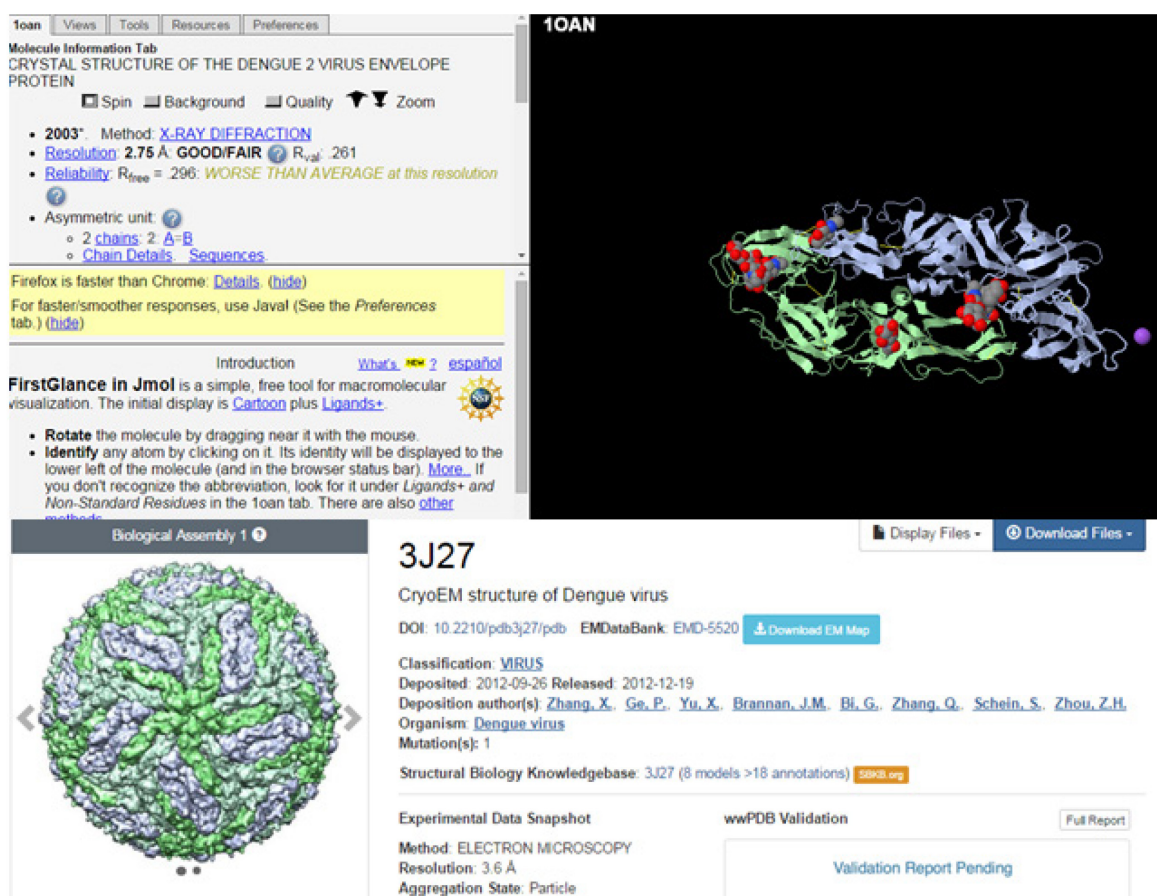 1oan Views Tools Resources Preferences
Molecule Information Tab
CRYSTAL STRUCTURE OF THE DENGUE 2 VIRUS ENVELOPE
PROTEIN
Spin Background Quality Zoom
• 2003*. Method: X-RAY DIFFRACTION
• Resolution: 2.75 Å: GOOD/FAIR ? Rval: .261
• Reliability: Rfree = .296: WORSE THAN AVERAGE at this resolution
?
• Asymmetric unit: ?
○ 2 chains: 2: A=B
○ Chain Details. Sequences.
Firefox is faster than Chrome: Details. (hide)
For faster/smoother responses, use Java! (See the Preferences
tab.) (hide)
Introduction What's NEW ? español
FirstGlance in Jmol is a simple, free tool for macromolecular
visualization. The initial display is Cartoon plus Ligands+.
NSF
• Rotate the molecule by dragging near it with the mouse.
• Identify any atom by clicking on it. Its identity will be displayed to the
lower left of the molecule (and in the browser status bar). More.. If
you don't recognize the abbreviation, look for it under Ligands+ and
Non-Standard Residues in the 1oan tab. There are also other
methods
1OAN
Biological Assembly 1 ?
Display Files Download Files
3J27
CryoEM structure of Dengue virus
DOI: 10.2210/pdb3j27/pdb EMDataBank: EMD-5520 Download EM Map
Classification: VIRUS
Deposited: 2012-09-26 Released: 2012-12-19
Deposition author(s): Zhang, X., Ge, P., Yu, X., Brannan, J.M., Bi, G., Zhang, Q., Schein, S., Zhou, Z.H.
Organism: Dengue virus
Mutation(s): 1
Structural Biology Knowledgebase: 3J27 (8 models >18 annotations) SBKB.org
Experimental Data Snapshot
Method: ELECTRON MICROSCOPY
Resolution: 3.6 Å
Aggregation State: Particle
wwPDB Validation Full Report
Validation Report Pending